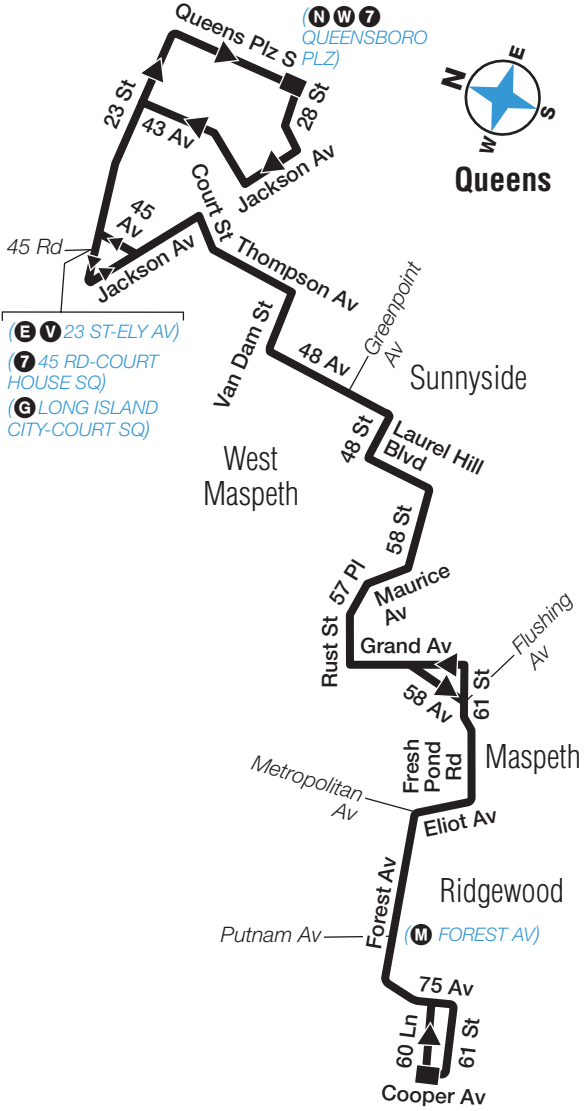 Queens Plz S
(N W 7
QUEENSBORO
PLZ)
N
E
S
W
Queens
23 St
43 Av
28 St
Jackson Av
45
Av
Court St
45 Rd
Jackson Av
Thompson Av
(E V 23 ST-ELY AV)
(7 45 RD-COURT
HOUSE SQ)
(G LONG ISLAND
CITY-COURT SQ)
Van Dam St
48 Av
Greenpoint
Av
Sunnyside
48 St
Laurel Hill
Blvd
West
Maspeth
58 St
57 Pl
Maurice
Av
Rust St
Grand Av
58 Av
61 St
Flushing
Av
Fresh
Pond
Rd
Maspeth
Metropolitan
Av
Eliot Av
Forest Av
Ridgewood
Putnam Av
(M FOREST AV)
75 Av
60 Ln
61 St
Cooper Av